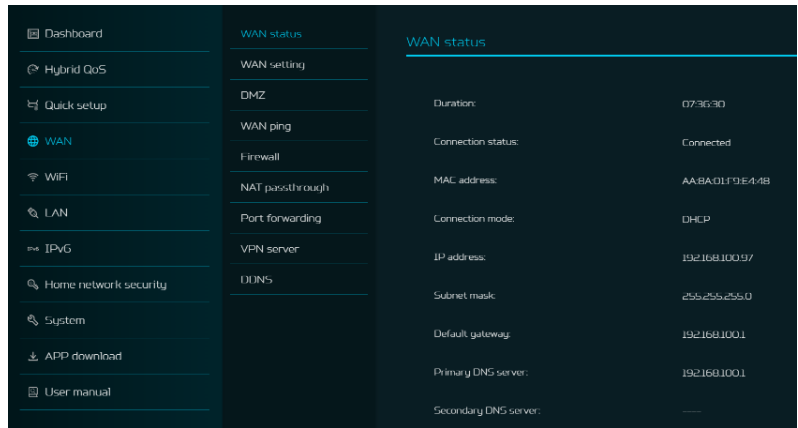 Dashboard
Hybrid QoS
Quick setup
WAN
WiFi
LAN
IPv6 IPv6
Home network security
System
APP download
User manual
WAN status
WAN setting
DMZ
WAN ping
Firewall
NAT passthrough
Port forwarding
VPN server
DDNS
WAN status
Duration: 07:36:30
Connection status: Connected
MAC address: AA:8A:01:F9:E4:4B
Connection mode: DHCP
IP address: 192.168.100.97
Subnet mask: 255.255.255.0
Default gateway: 192.168.100.1
Primary DNS server: 192.168.100.1
Secondary DNS server: ----